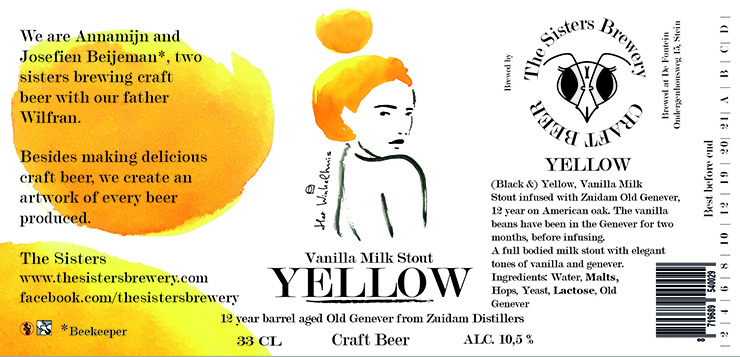 We are Annamijn and
Josefien Beijeman*, two
sisters brewing craft
beer with our father
Wilfran.
Besides making delicious
craft beer, we create an
artwork of every beer
produced.
The Sisters
www.thesistersbrewery.com
facebook.com/thesistersbrewery
*Beekeeper
Ilse Winkelhuis
Vanilla Milk Stout
YELLOW
12 year barrel aged Old Genever from Zuidam Distillers
33 CL
Craft Beer
ALC. 10,5 %
Brewed by
The Sisters Brewery
CRAFT BEER
Brewed at De Fontein
Ondergenhousweg 15, Stein
YELLOW
(Black &) Yellow, Vanilla Milk
Stout infused with Zuidam Old Genever,
12 year on American oak. The vanilla
beans have been in the Genever for two
months, before infusing.
A full bodied milk stout with elegant
tones of vanilla and genever.
Ingredients: Water, Malts,
Hops, Yeast, Lactose, Old
Genever
8 719689 540029
Best before end
2 | 4 | 6 | 8 | 10 | 12 | 19 | 20 | 21 | A | B | C | D |